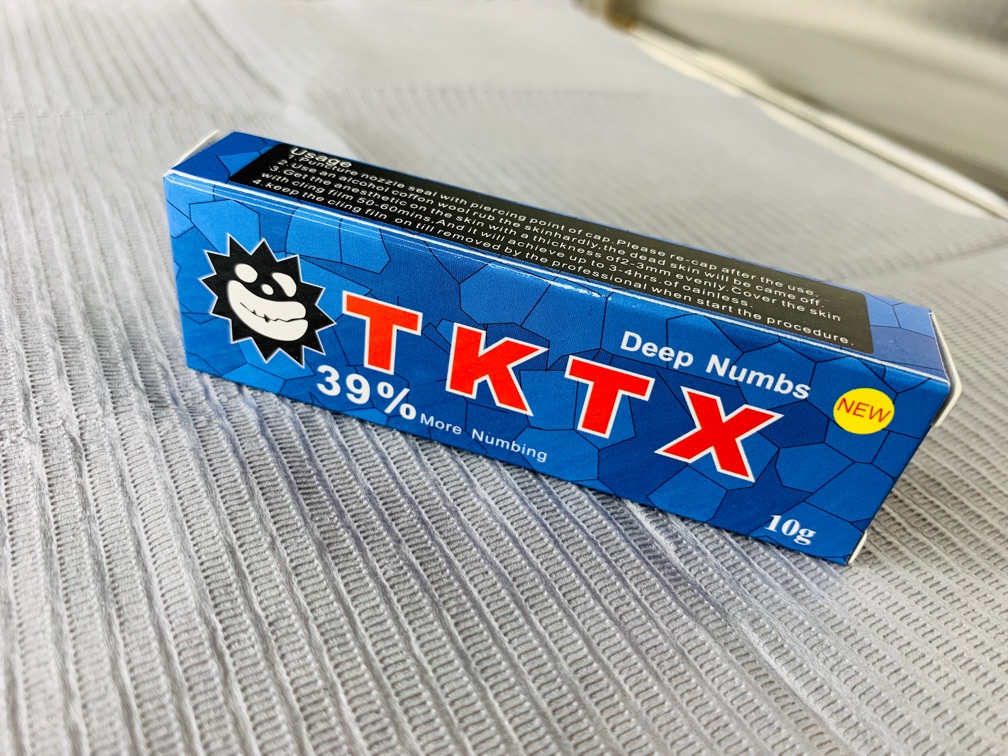 Usage
1.Puncture nozzle seal with piercing point of cap.Please re-cap after the use.
2.Use an alcohol coffon wool rub the skinhardly.the dead skin will be came off.
3.Get the anesthetic on the skin with a thickness of2-3mm evenly.Cover the skin
with cling film 50-60mins.And it will achieve up to 3-4hrs.of oainless.
4.keep the cling film on till removed by the professional when start the procedure.
TKTX
Deep Numbs
NEW
39% More Numbing
10g